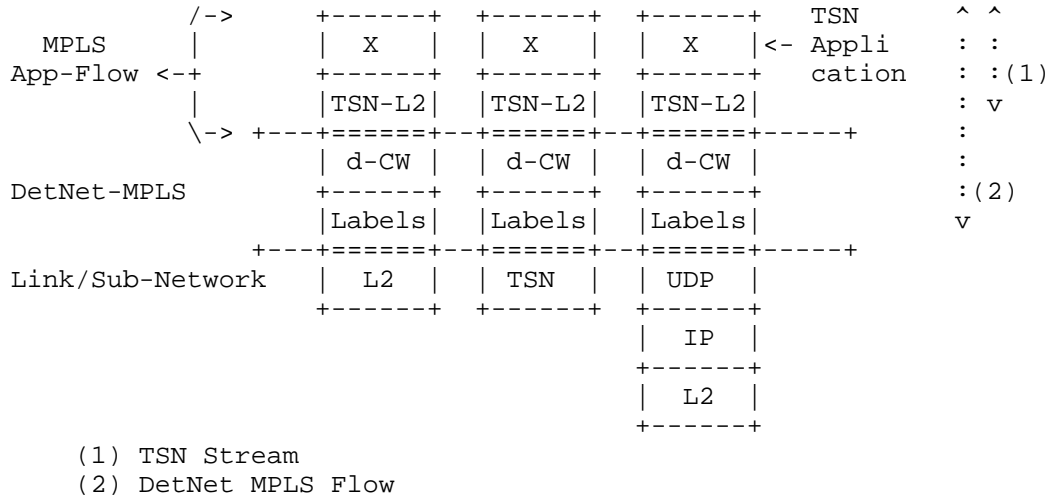 /->     +------+  +------+  +------+   TSN      ^ ^
MPLS      |       |  X   |  |  X   |  |  X   |<- Appli    : :
App-Flow <-+       +------+  +------+  +------+   cation   : :(1)
|       |TSN-L2|  |TSN-L2|  |TSN-L2|            : v
\-> +---+======+--+======+--+======+-----+      :
| d-CW |  | d-CW |  | d-CW |            :
DetNet-MPLS        +------+  +------+  +------+            :(2)
|Labels|  |Labels|  |Labels|            v
+---+======+--+======+--+======+-----+
Link/Sub-Network   |  L2  |  | TSN  |  | UDP  |
+------+  +------+  +------+
|  IP  |
+------+
|  L2  |
+------+
(1) TSN Stream
(2) DetNet MPLS Flow